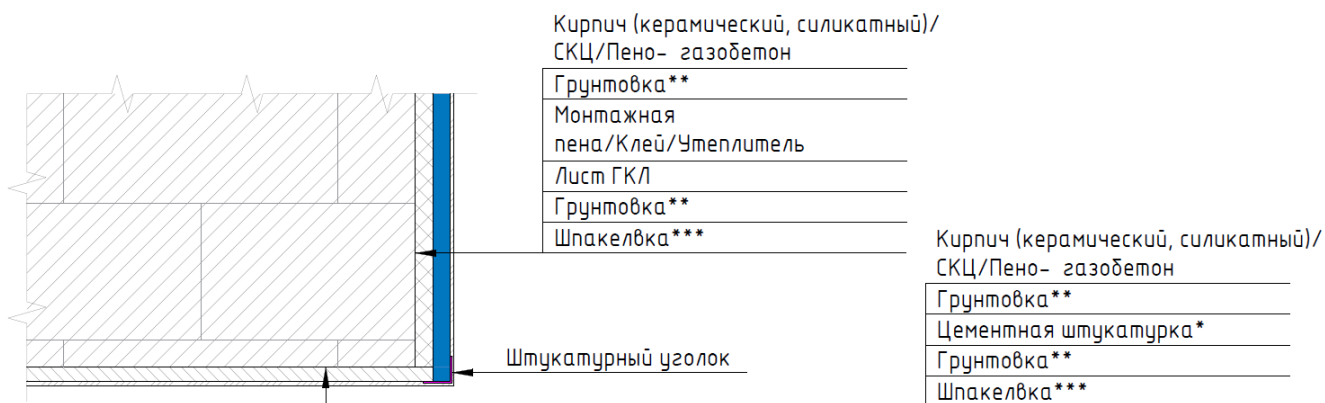 Кирпич (керамический, силикатный)/
СКЦ/Пено- газобетон
Грунтовка**
Монтажная
пена/Клей/Утеплитель
Лист ГКЛ
Грунтовка**
Шпакелвка***
Штукатурный уголок
Кирпич (керамический, силикатный)/
СКЦ/Пено- газобетон
Грунтовка**
Цементная штукатурка*
Грунтовка**
Шпакелвка***